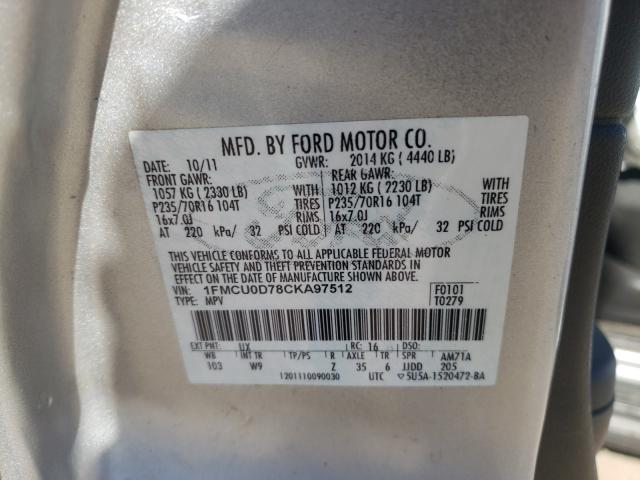 MFD. BY FORD MOTOR CO.
DATE: 10/11 GVWR: 2014 KG ( 4440 LB)
FRONT GAWR: REAR GAWR:
1057 KG ( 2330 LB) WITH 1012 KG ( 2230 LB) WITH
P235/70R16 104T TIRES P235/70R16 104T TIRES
16x7.0J RIMS 16x7.0J RIMS
AT 220 kPa/ 32 PSI COLD AT 220 kPa/ 32 PSI COLD
Ford
THIS VEHICLE CONFORMS TO ALL APPLICABLE FEDERAL MOTOR
VEHICLE SAFETY AND THEFT PREVENTION STANDARDS IN
EFFECT ON THE DATE OF MANUFACTURE SHOWN ABOVE.
VIN: 1FMCU0D78CKA97512 F0101
TYPE: MPV T0279
EXT PNT: UX RC: 16 DSO:
WB INT TR TP/PS R AXLE TR SPR AM71A
103 W9 Z 35 6 JJDD 205
1201110090030 UTC ▽5U5A-1520472-BA